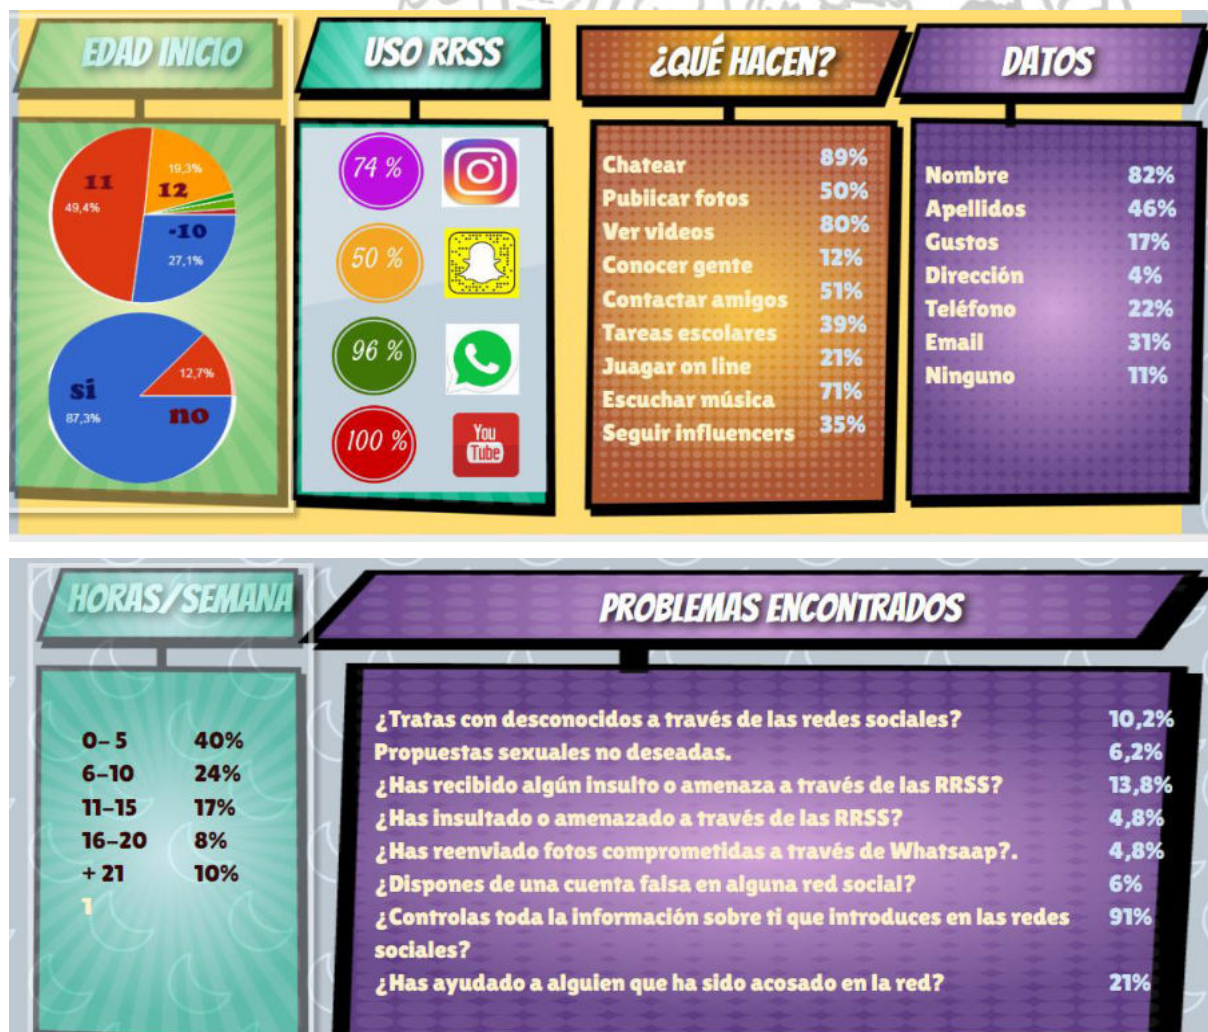 EDAD INICIO
11
49,4%
19,3%
12
-10
27,1%
sí
87,3%
12,7%
no
USO RRSS
74 %
50 %
96 %
100 %
You
Tube
¿QUÉ HACEN?
Chatear 89%
Publicar fotos 50%
Ver videos 80%
Conocer gente 12%
Contactar amigos 51%
Tareas escolares 39%
Juagar on line 21%
Escuchar música 71%
Seguir influencers 35%
DATOS
Nombre 82%
Apellidos 46%
Gustos 17%
Dirección 4%
Teléfono 22%
Email 31%
Ninguno 11%
HORAS/SEMANA
0– 5 40%
6–10 24%
11–15 17%
16–20 8%
+ 21 10%
1
PROBLEMAS ENCONTRADOS
¿Tratas con desconocidos a través de las redes sociales? 10,2%
Propuestas sexuales no deseadas. 6,2%
¿Has recibido algún insulto o amenaza a través de las RRSS? 13,8%
¿Has insultado o amenazado a través de las RRSS? 4,8%
¿Has reenviado fotos comprometidas a través de Whatsaap?. 4,8%
¿Dispones de una cuenta falsa en alguna red social? 6%
¿Controlas toda la información sobre ti que introduces en las redes 91%
sociales?
¿Has ayudado a alguien que ha sido acosado en la red? 21%